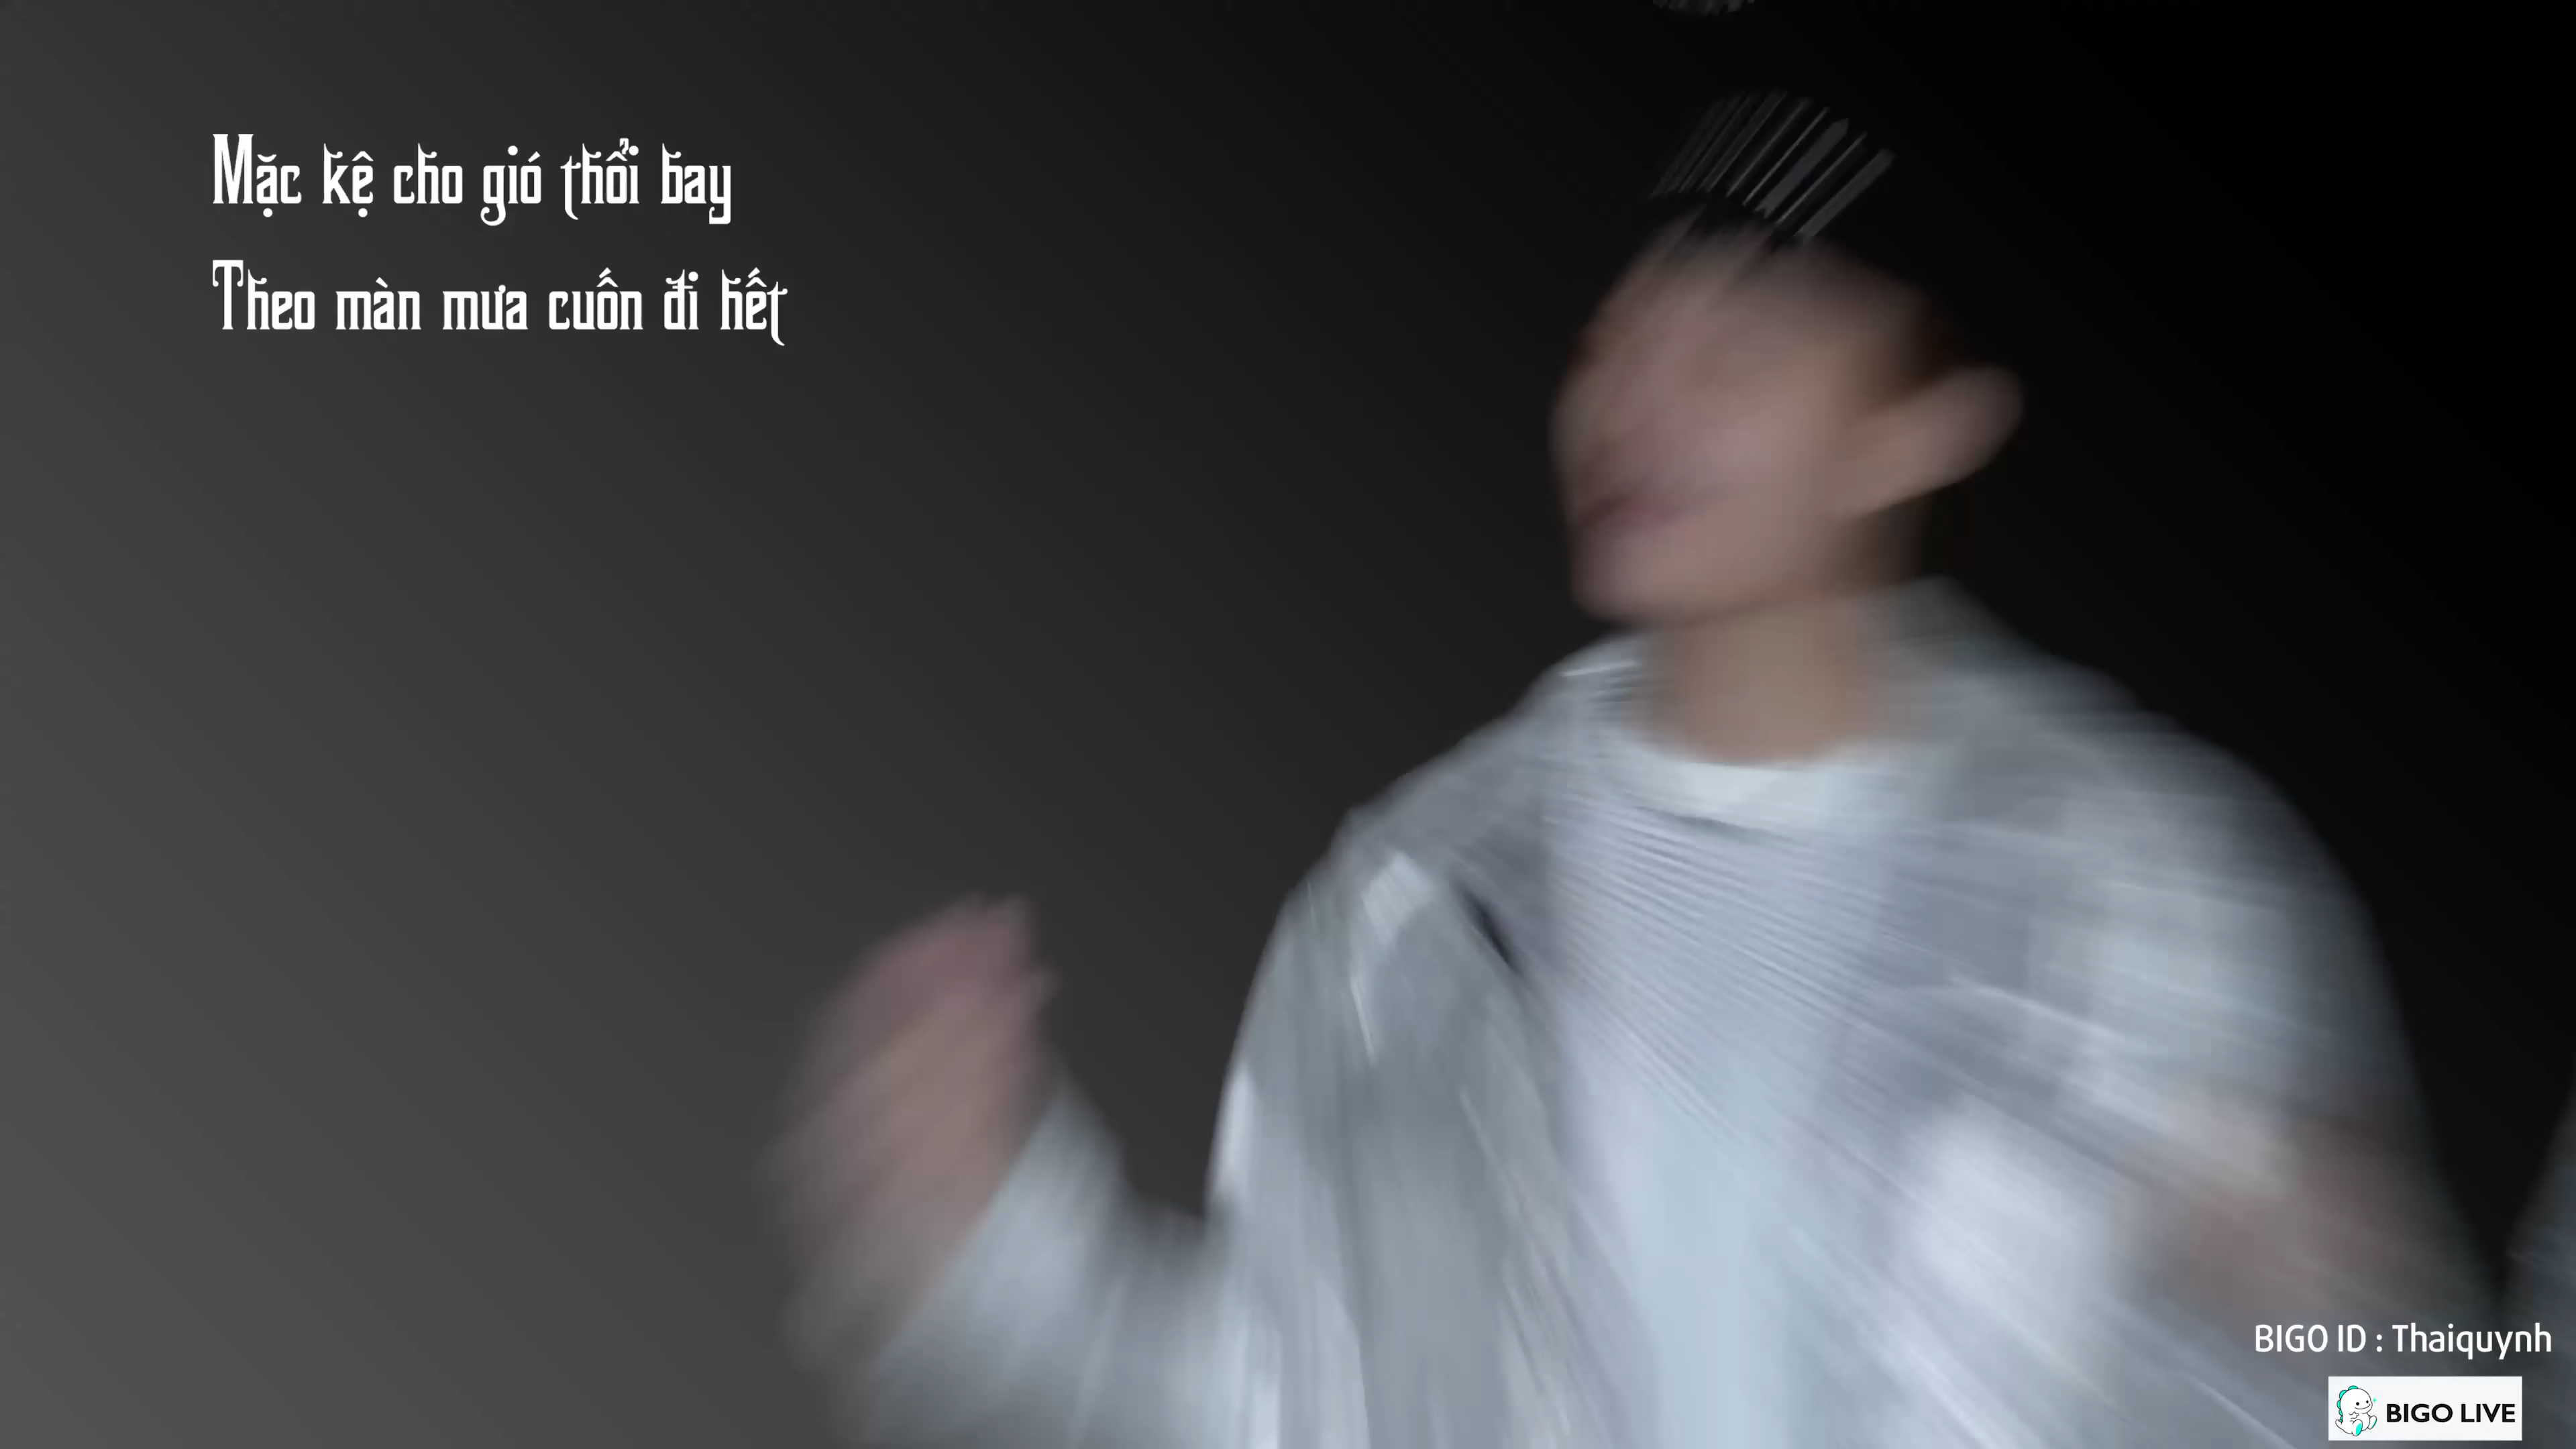 Mặc kệ cho gió thổi bay
Theo màn mưa cuốn đi hết
BIGO ID : Thaiquynh
BIGO LIVE